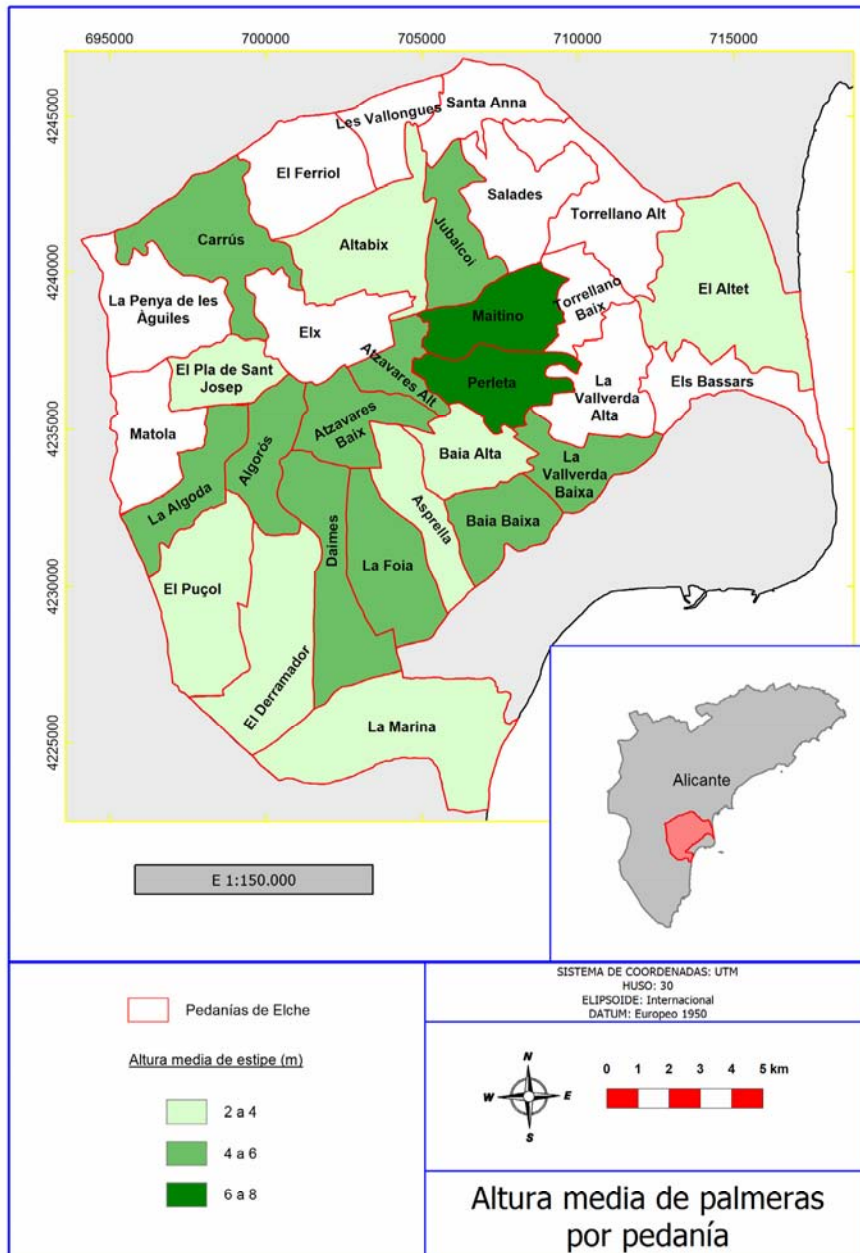 695000
700000
705000
710000
715000
4245000
4240000
4235000
4230000
4225000
Santa Anna
Les Vallongues
El Ferriol
Salades
Torrellano Alt
Carrús
Altabix
Jubalcoi
La Penya de les
Àguiles
Elx
Maitino
Torrellano
Baix
El Altet
El Pla de Sant
Josep
Atzavares Alt
Perleta
La
Vallverda
Alta
Els Bassars
Matola
Algorós
Atzavares
Baix
Baia Alta
La
Vallverda
Baixa
La Algoda
Asprella
Baia Baixa
Daimes
La Foia
El Puçol
El Derramador
La Marina
Alicante
E 1:150.000
Pedanías de Elche
Altura media de estipe (m)
2 a 4
4 a 6
6 a 8
SISTEMA DE COORDENADAS: UTM
HUSO: 30
ELIPSOIDE: Internacional
DATUM: Europeo 1950
N
W
E
S
0 1 2 3 4 5 km
Altura media de palmeras
por pedanía